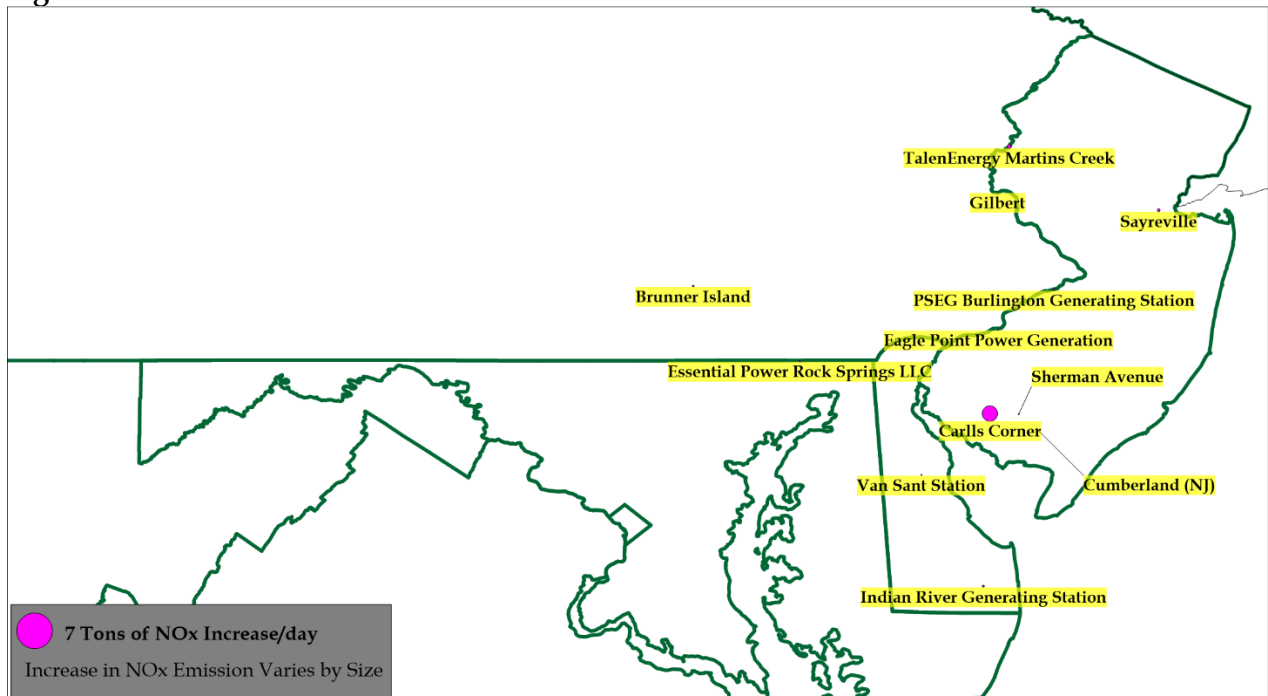 TalenEnergy Martins Creek
Gilbert
Sayreville
Brunner Island
PSEG Burlington Generating Station
Eagle Point Power Generation
Essential Power Rock Springs LLC
Sherman Avenue
Carlls Corner
Van Sant Station
Cumberland (NJ)
Indian River Generating Station
7 Tons of NOx Increase/day
Increase in NOx Emission Varies by Size